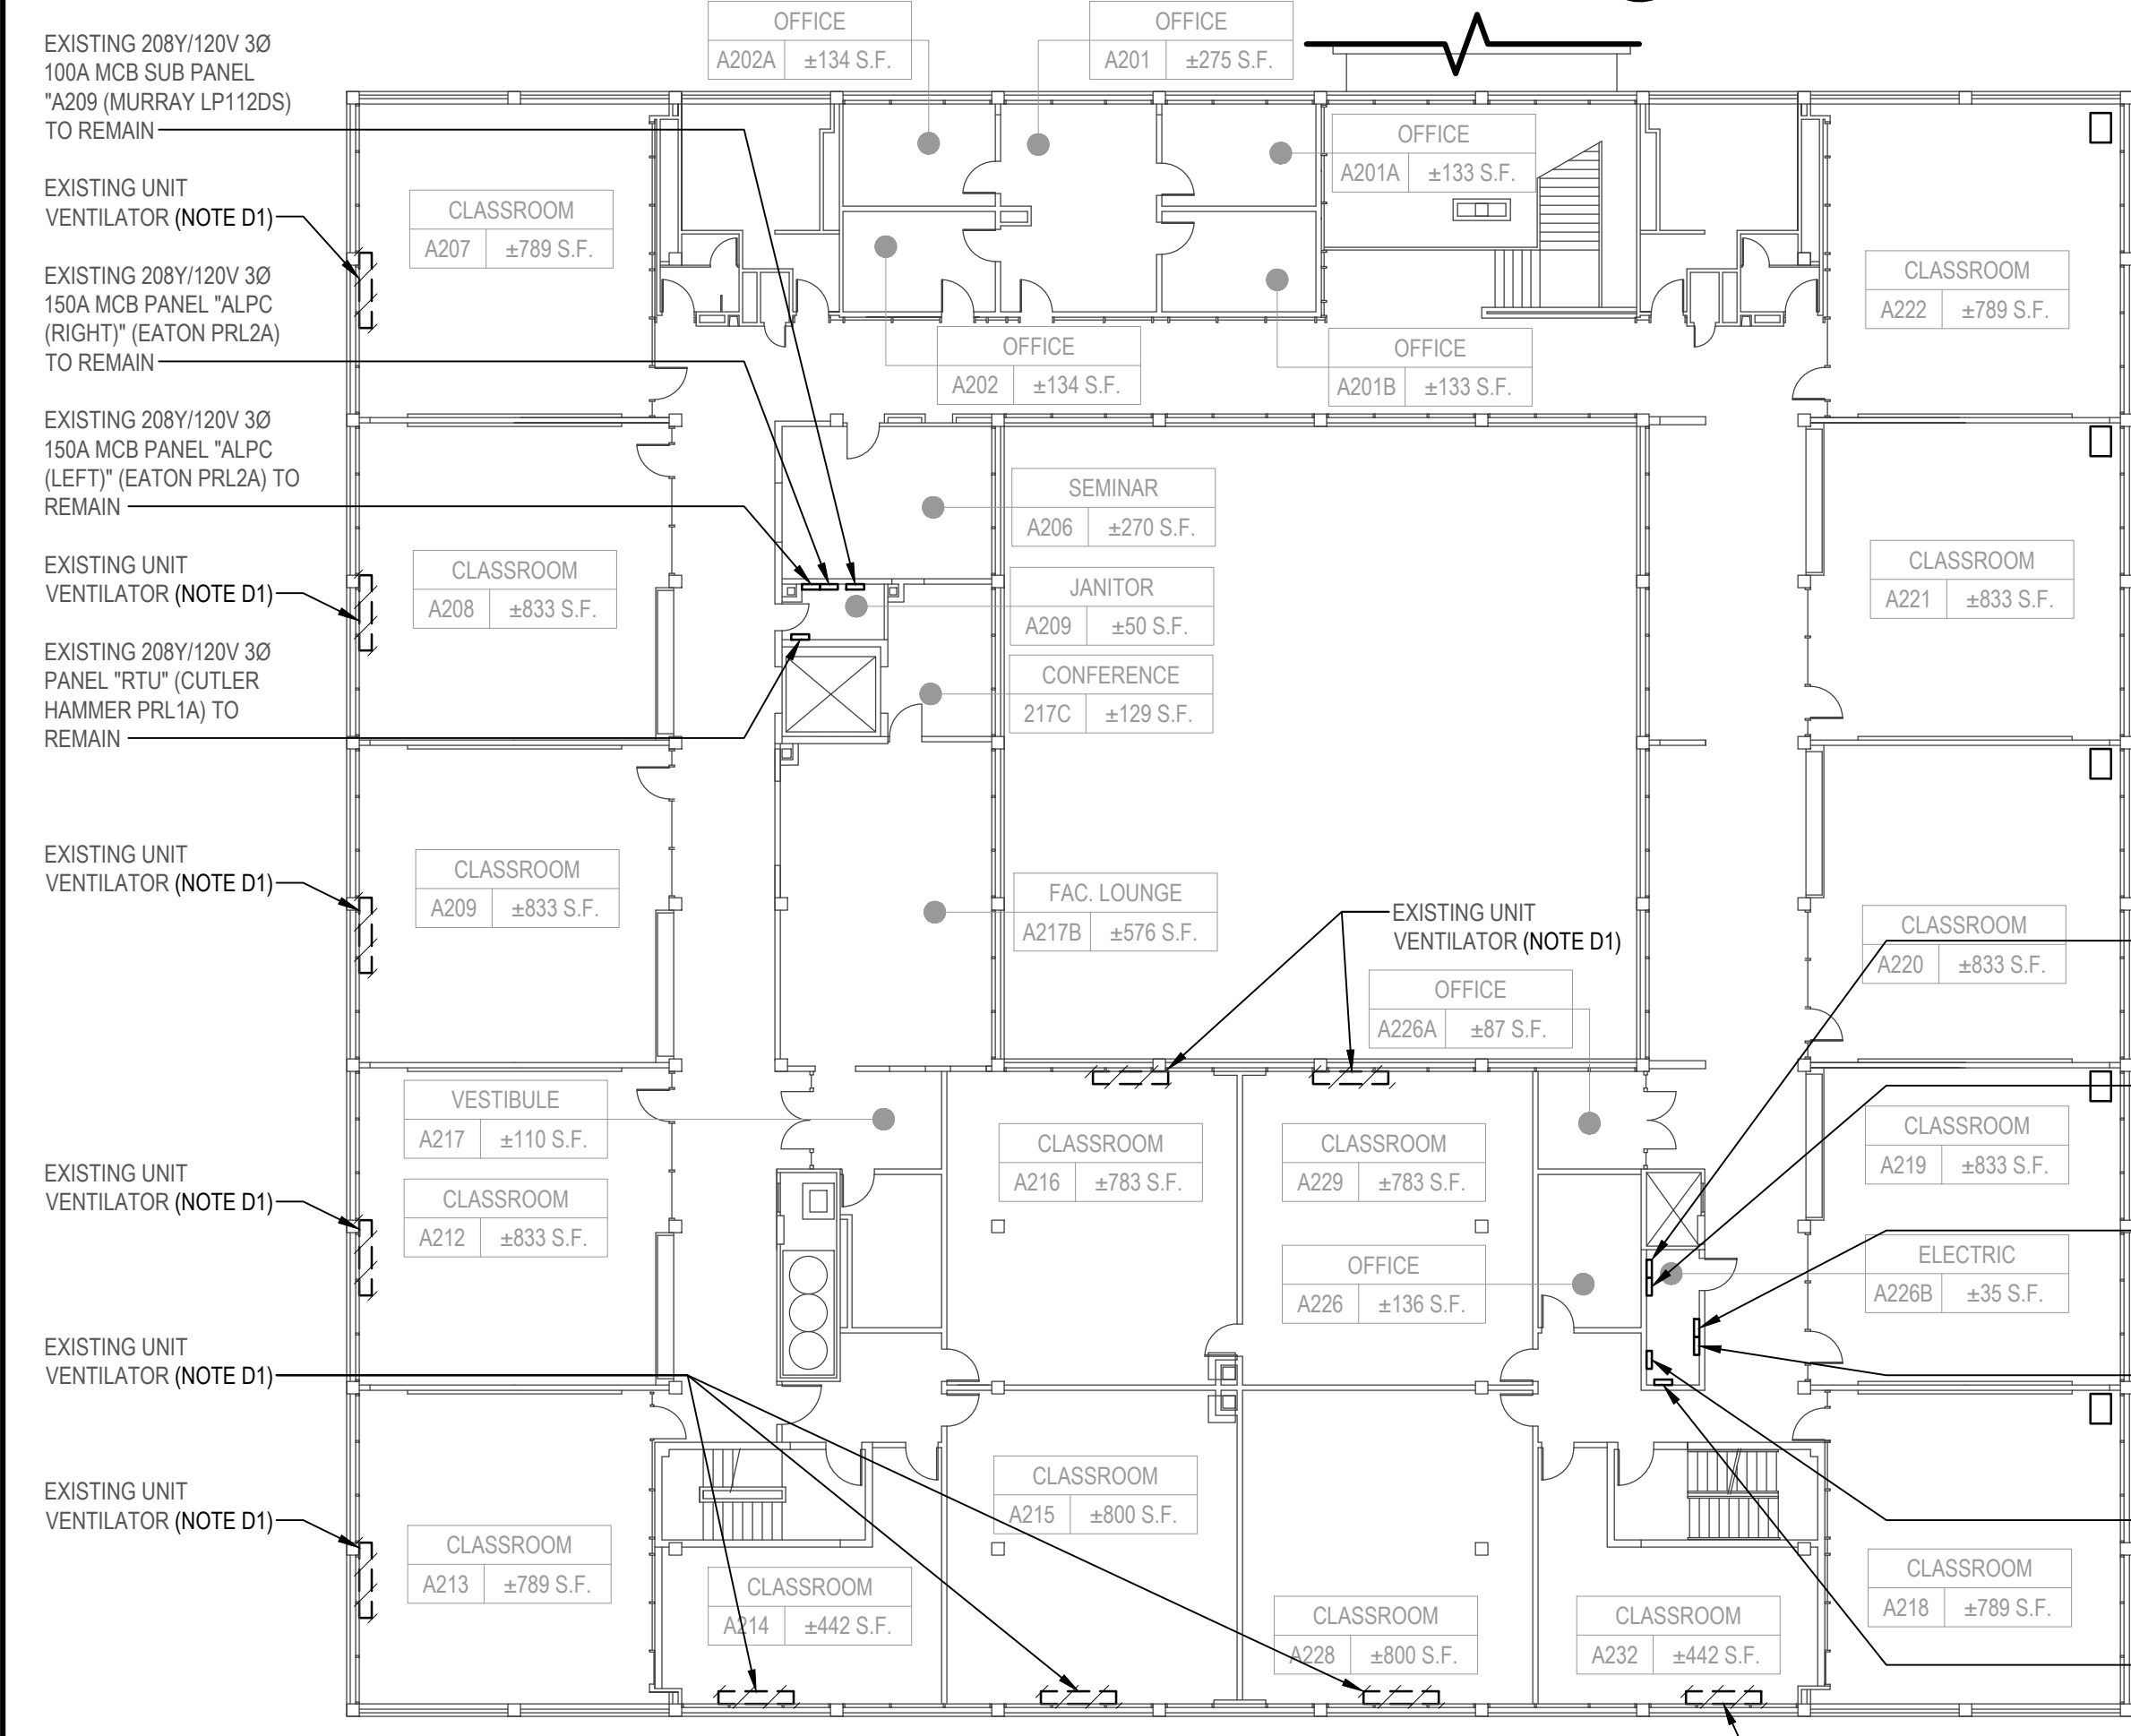 EXISTING 208Y/120V 3Ø
100A MCB SUB PANEL
"A209 (MURRAY LP112DS)
TO REMAIN
EXISTING UNIT
VENTILATOR (NOTE D1)
EXISTING 208Y/120V 3Ø
150A MCB PANEL "ALPC
(RIGHT)" (EATON PRL2A)
TO REMAIN
EXISTING 208Y/120V 3Ø
150A MCB PANEL "ALPC
(LEFT)" (EATON PRL2A) TO
REMAIN
EXISTING UNIT
VENTILATOR (NOTE D1)
EXISTING 208Y/120V 3Ø
PANEL "RTU" (CUTLER
HAMMER PRL1A) TO
REMAIN
EXISTING UNIT
VENTILATOR (NOTE D1)
EXISTING UNIT
VENTILATOR (NOTE D1)
EXISTING UNIT
VENTILATOR (NOTE D1)
EXISTING UNIT
VENTILATOR (NOTE D1)
OFFICE
A202A ±134 S.F.
OFFICE
A201 ±275 S.F.
OFFICE
A201A ±133 S.F.
CLASSROOM
A207 ±789 S.F.
CLASSROOM
A222 ±789 S.F.
OFFICE
A202 ±134 S.F.
OFFICE
A201B ±133 S.F.
SEMINAR
A206 ±270 S.F.
CLASSROOM
A208 ±833 S.F.
JANITOR
A209 ±50 S.F.
CLASSROOM
A221 ±833 S.F.
CONFERENCE
217C ±129 S.F.
CLASSROOM
A209 ±833 S.F.
FAC. LOUNGE
A217B ±576 S.F.
EXISTING UNIT
VENTILATOR (NOTE D1)
CLASSROOM
A220 ±833 S.F.
OFFICE
A226A ±87 S.F.
VESTIBULE
A217 ±110 S.F.
CLASSROOM
A216 ±783 S.F.
CLASSROOM
A229 ±783 S.F.
CLASSROOM
A219 ±833 S.F.
CLASSROOM
A212 ±833 S.F.
OFFICE
A226 ±136 S.F.
ELECTRIC
A226B ±35 S.F.
CLASSROOM
A215 ±800 S.F.
CLASSROOM
A213 ±789 S.F.
CLASSROOM
A214 ±442 S.F.
CLASSROOM
A228 ±800 S.F.
CLASSROOM
A232 ±442 S.F.
CLASSROOM
A218 ±789 S.F.